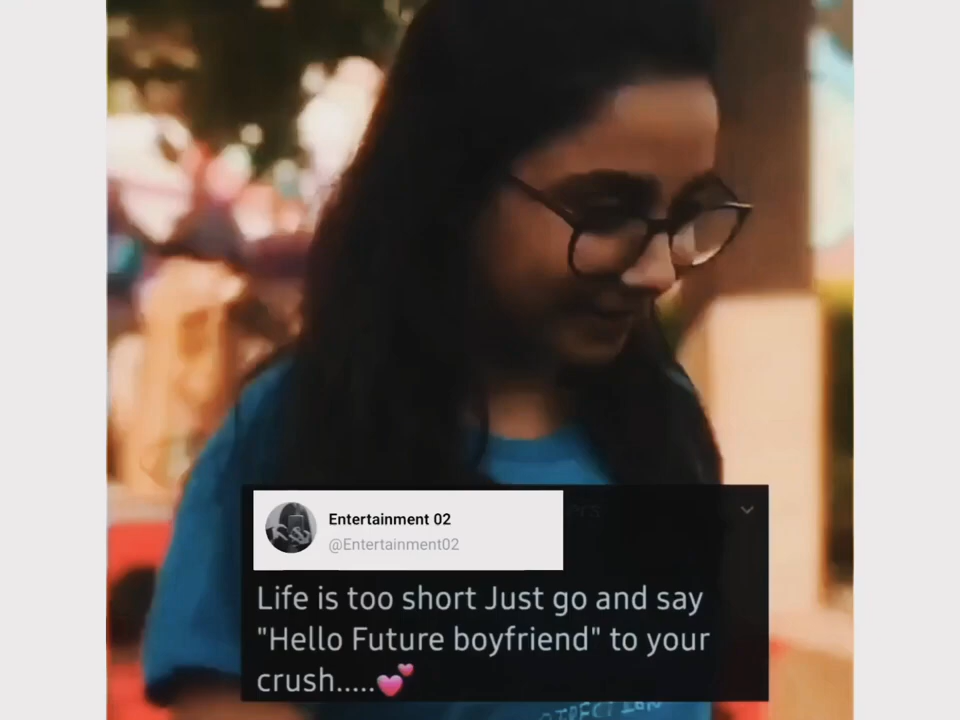 Entertainment 02
@Entertainment02
Life is too short Just go and say
"Hello Future boyfriend" to your
crush.....💕